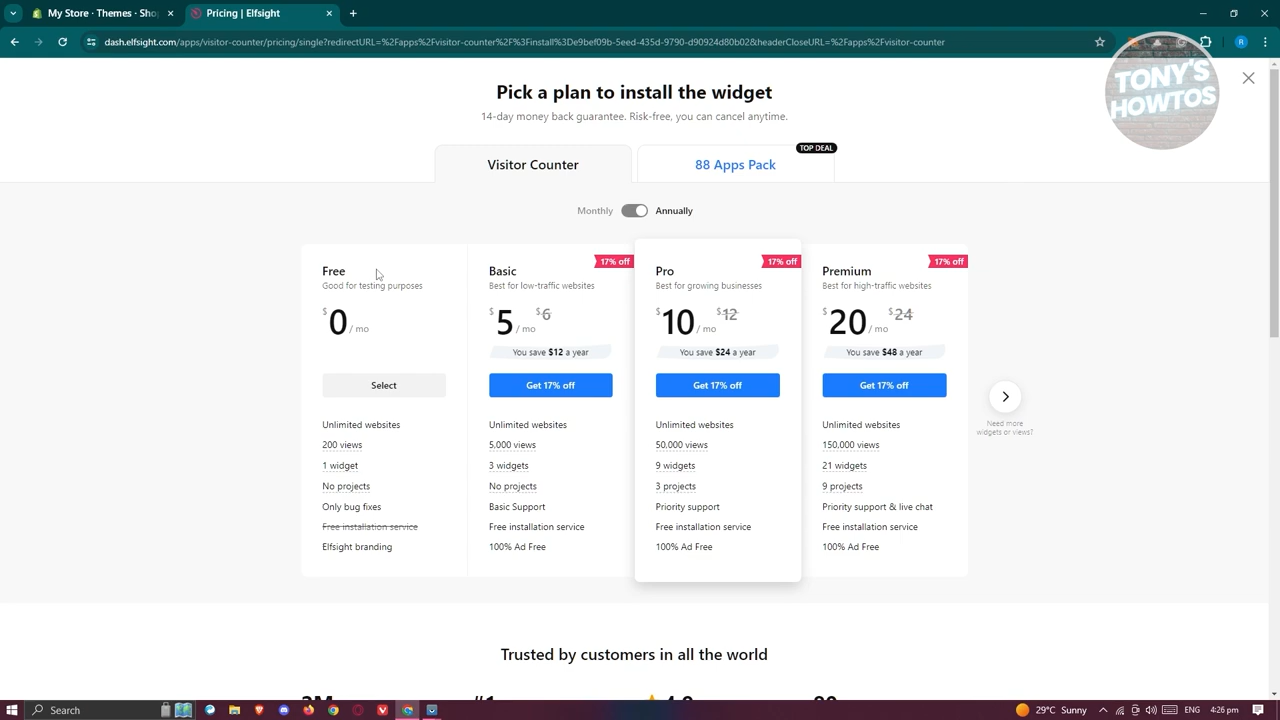 My Store · Themes · Shop
Pricing | Elfsight
dash.elfsight.com/apps/visitor-counter/pricing/single?redirectURL=%2Fapps%2Fvisitor-counter%2F%3Finstall%3De9bef09b-5eed-435d-9790-d90924d80b02&headerCloseURL=%2Fapps%2Fvisitor-counter
R
TONY'S
HOWTOS
Pick a plan to install the widget
14-day money back guarantee. Risk-free, you can cancel anytime.
Visitor Counter
88 Apps Pack
TOP DEAL
Monthly
Annually
Free
Good for testing purposes
$0 / mo
Select
Unlimited websites
200 views
1 widget
No projects
Only bug fixes
Free installation service
Elfsight branding
17% off
Basic
Best for low-traffic websites
$5 / mo $6
You save $12 a year
Get 17% off
Unlimited websites
5,000 views
3 widgets
No projects
Basic Support
Free installation service
100% Ad Free
17% off
Pro
Best for growing businesses
$10 / mo $12
You save $24 a year
Get 17% off
Unlimited websites
50,000 views
9 widgets
3 projects
Priority support
Free installation service
100% Ad Free
17% off
Premium
Best for high-traffic websites
$20 / mo $24
You save $48 a year
Get 17% off
Unlimited websites
150,000 views
21 widgets
9 projects
Priority support & live chat
Free installation service
100% Ad Free
Need more
widgets or views?
Trusted by customers in all the world
Search
29°C Sunny
ENG
4:26 pm